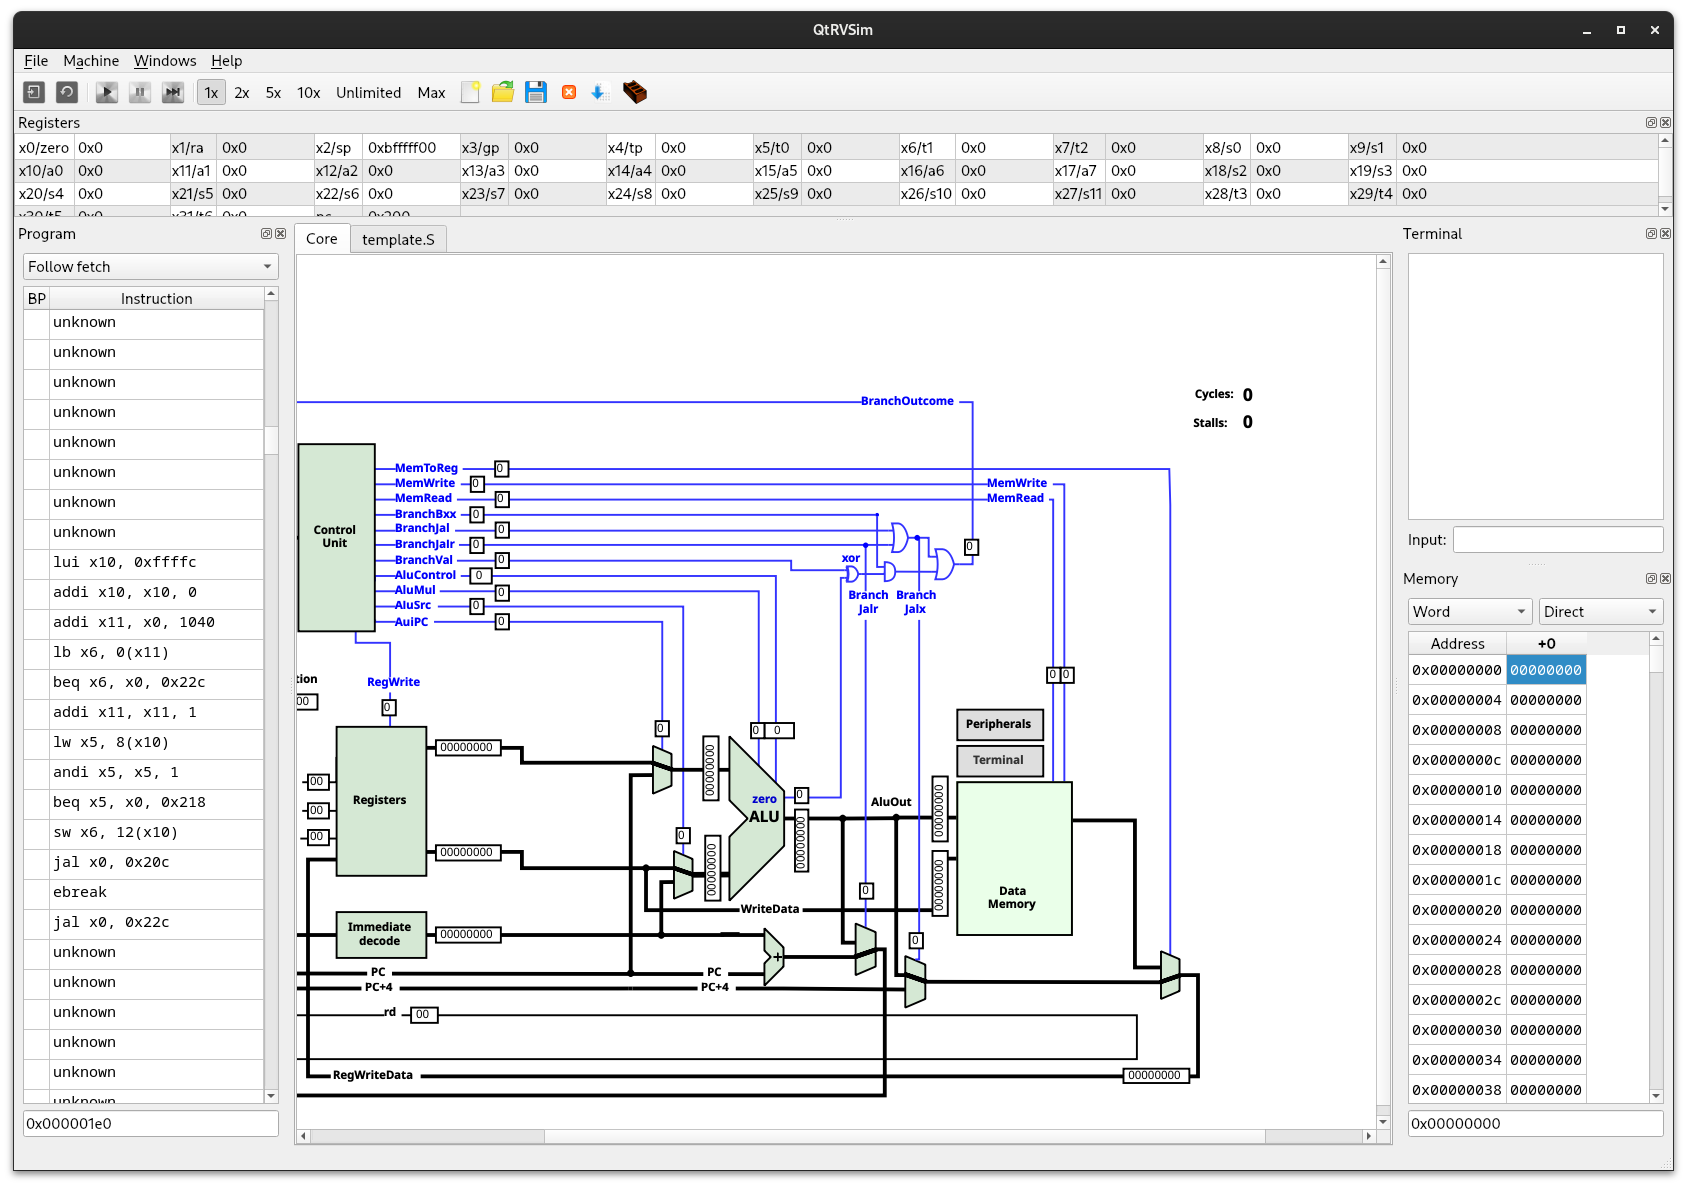 QtRVSim
File Machine Windows Help
1x 2x 5x 10x Unlimited Max
Registers
x0/zero 0x0 x1/ra 0x0 x2/sp 0xbfffff00 x3/gp 0x0 x4/tp 0x0 x5/t0 0x0 x6/t1 0x0 x7/t2 0x0 x8/s0 0x0 x9/s1 0x0
x10/a0 0x0 x11/a1 0x0 x12/a2 0x0 x13/a3 0x0 x14/a4 0x0 x15/a5 0x0 x16/a6 0x0 x17/a7 0x0 x18/s2 0x0 x19/s3 0x0
x20/s4 0x0 x21/s5 0x0 x22/s6 0x0 x23/s7 0x0 x24/s8 0x0 x25/s9 0x0 x26/s10 0x0 x27/s11 0x0 x28/t3 0x0 x29/t4 0x0
x30/t5 0x0 x31/t6 0x0 pc 0x200
Program
Follow fetch
BP Instruction
unknown
unknown
unknown
unknown
unknown
unknown
unknown
unknown
lui x10, 0xffffc
addi x10, x10, 0
addi x11, x0, 1040
lb x6, 0(x11)
beq x6, x0, 0x22c
addi x11, x11, 1
lw x5, 8(x10)
andi x5, x5, 1
beq x5, x0, 0x218
sw x6, 12(x10)
jal x0, 0x20c
ebreak
jal x0, 0x22c
unknown
unknown
unknown
unknown
unknown
unknown
0x000001e0
Core template.S
BranchOutcome
Cycles: 0
Stalls: 0
Control
Unit
MemToReg 0
MemWrite 0 MemWrite
MemRead 0 MemRead
BranchBxx 0
BranchJal 0
BranchJalr 0
BranchVal 0
AluControl 0
AluMul 0
AluSrc 0
AuiPC 0
0
xor
Branch
Jalr
Branch
Jalx
0 0
tion
00
RegWrite
0
0
0 0
Peripherals
Terminal
00000000
00000000
00
00
00
Registers
00000000
zero 0
ALU
00000000
AluOut
00000000
0
00000000
00000000
00000000
0
Data
Memory
WriteData
Immediate
decode
00000000
+
0
PC PC
PC+4 PC+4
rd 00
RegWriteData 00000000
Terminal
Input:
Memory
Word Direct
Address +0
0x00000000 00000000
0x00000004 00000000
0x00000008 00000000
0x0000000c 00000000
0x00000010 00000000
0x00000014 00000000
0x00000018 00000000
0x0000001c 00000000
0x00000020 00000000
0x00000024 00000000
0x00000028 00000000
0x0000002c 00000000
0x00000030 00000000
0x00000034 00000000
0x00000038 00000000
0x00000000